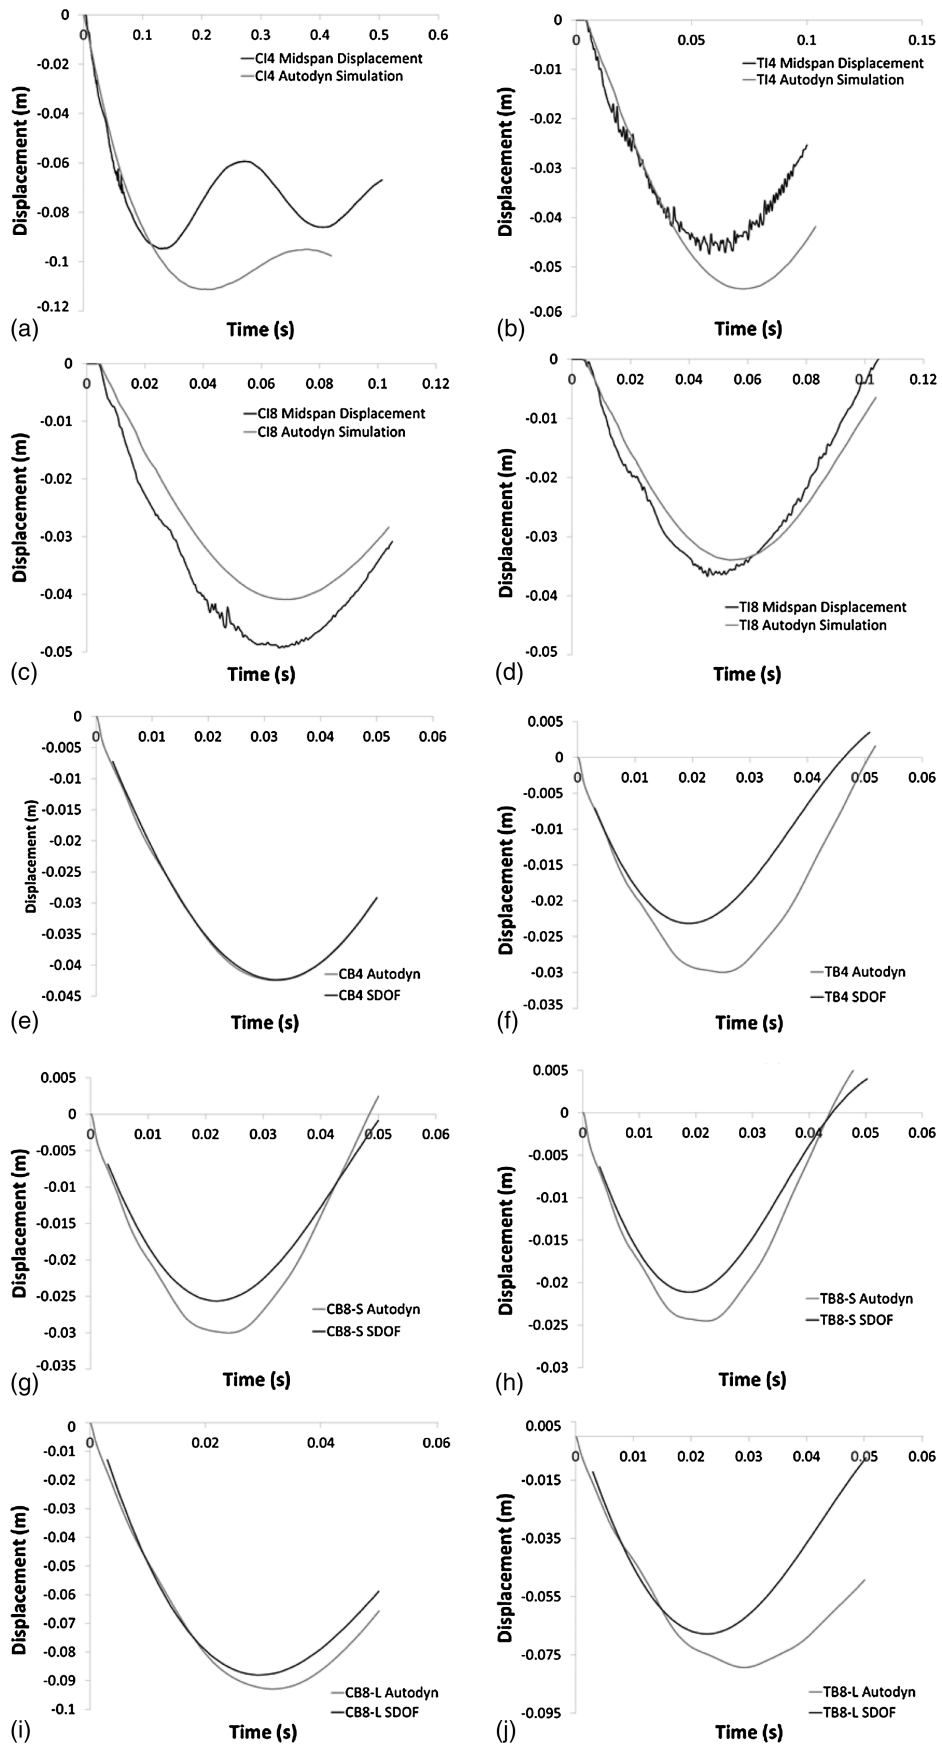 0
0 0.1 0.2 0.3 0.4 0.5 0.6
-0.02
-0.04
-0.06
-0.08
-0.1
-0.12
CI4 Midspan Displacement
CI4 Autodyn Simulation
Displacement (m)
Time (s)
(a)
0
0 0.05 0.1 0.15
-0.01
-0.02
-0.03
-0.04
-0.05
-0.06
TI4 Midspan Displacement
TI4 Autodyn Simulation
Displacement (m)
Time (s)
(b)
0
0 0.02 0.04 0.06 0.08 0.1 0.12
-0.01
-0.02
-0.03
-0.04
-0.05
CI8 Midspan Displacement
CI8 Autodyn Simulation
Displacement (m)
Time (s)
(c)
0
0 0.02 0.04 0.06 0.08 0.1 0.12
-0.01
-0.02
-0.03
-0.04
-0.05
TI8 Midspan Displacement
TI8 Autodyn Simulation
Displacement (m)
Time (s)
(d)
0
0 0.01 0.02 0.03 0.04 0.05 0.06
-0.005
-0.01
-0.015
-0.02
-0.025
-0.03
-0.035
-0.04
-0.045
CB4 Autodyn
CB4 SDOF
Displacement (m)
Time (s)
(e)
0.005
0
0 0.01 0.02 0.03 0.04 0.05 0.06
-0.005
-0.01
-0.015
-0.02
-0.025
-0.03
-0.035
TB4 Autodyn
TB4 SDOF
Displacement (m)
Time (s)
(f)
0.005
0
0 0.01 0.02 0.03 0.04 0.05 0.06
-0.005
-0.01
-0.015
-0.02
-0.025
-0.03
-0.035
CB8-S Autodyn
CB8-S SDOF
Displacement (m)
Time (s)
(g)
0.005
0
0 0.01 0.02 0.03 0.04 0.05 0.06
-0.005
-0.01
-0.015
-0.02
-0.025
-0.03
TB8-S Autodyn
TB8-S SDOF
Displacement (m)
Time (s)
(h)
0
0 0.02 0.04 0.06
-0.01
-0.02
-0.03
-0.04
-0.05
-0.06
-0.07
-0.08
-0.09
-0.1
CB8-L Autodyn
CB8-L SDOF
Displacement (m)
Time (s)
(i)
0.005
0 0.01 0.02 0.03 0.04 0.05 0.06
-0.015
-0.035
-0.055
-0.075
-0.095
TB8-L Autodyn
TB8-L SDOF
Displacement (m)
Time (s)
(j)